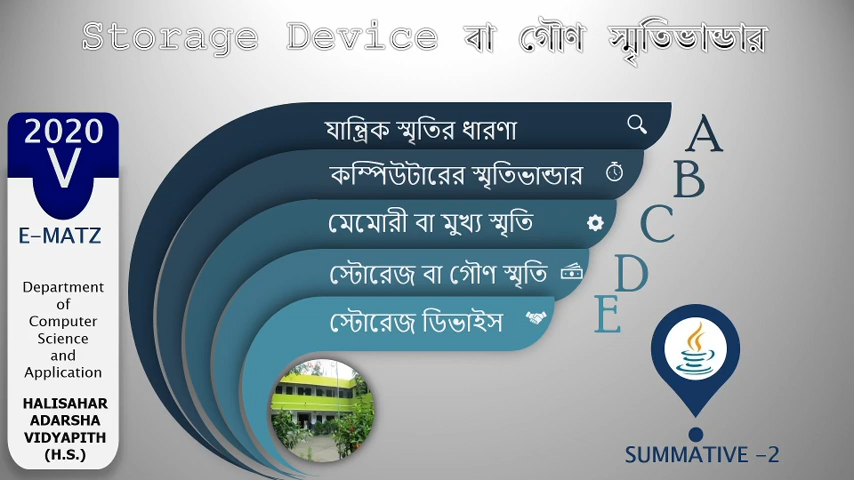 Storage Device বা গৌণ স্মৃতিভান্ডার
2020
V
E-MATZ
Department
of
Computer
Science
and
Application
HALISAHAR
ADARSHA
VIDYAPITH
(H.S.)
যান্ত্রিক স্মৃতির ধারণা
A
কম্পিউটারের স্মৃতিভান্ডার
B
মেমোরী বা মুখ্য স্মৃতি
C
স্টোরেজ বা গৌণ স্মৃতি
D
স্টোরেজ ডিভাইস
E
SUMMATIVE -2